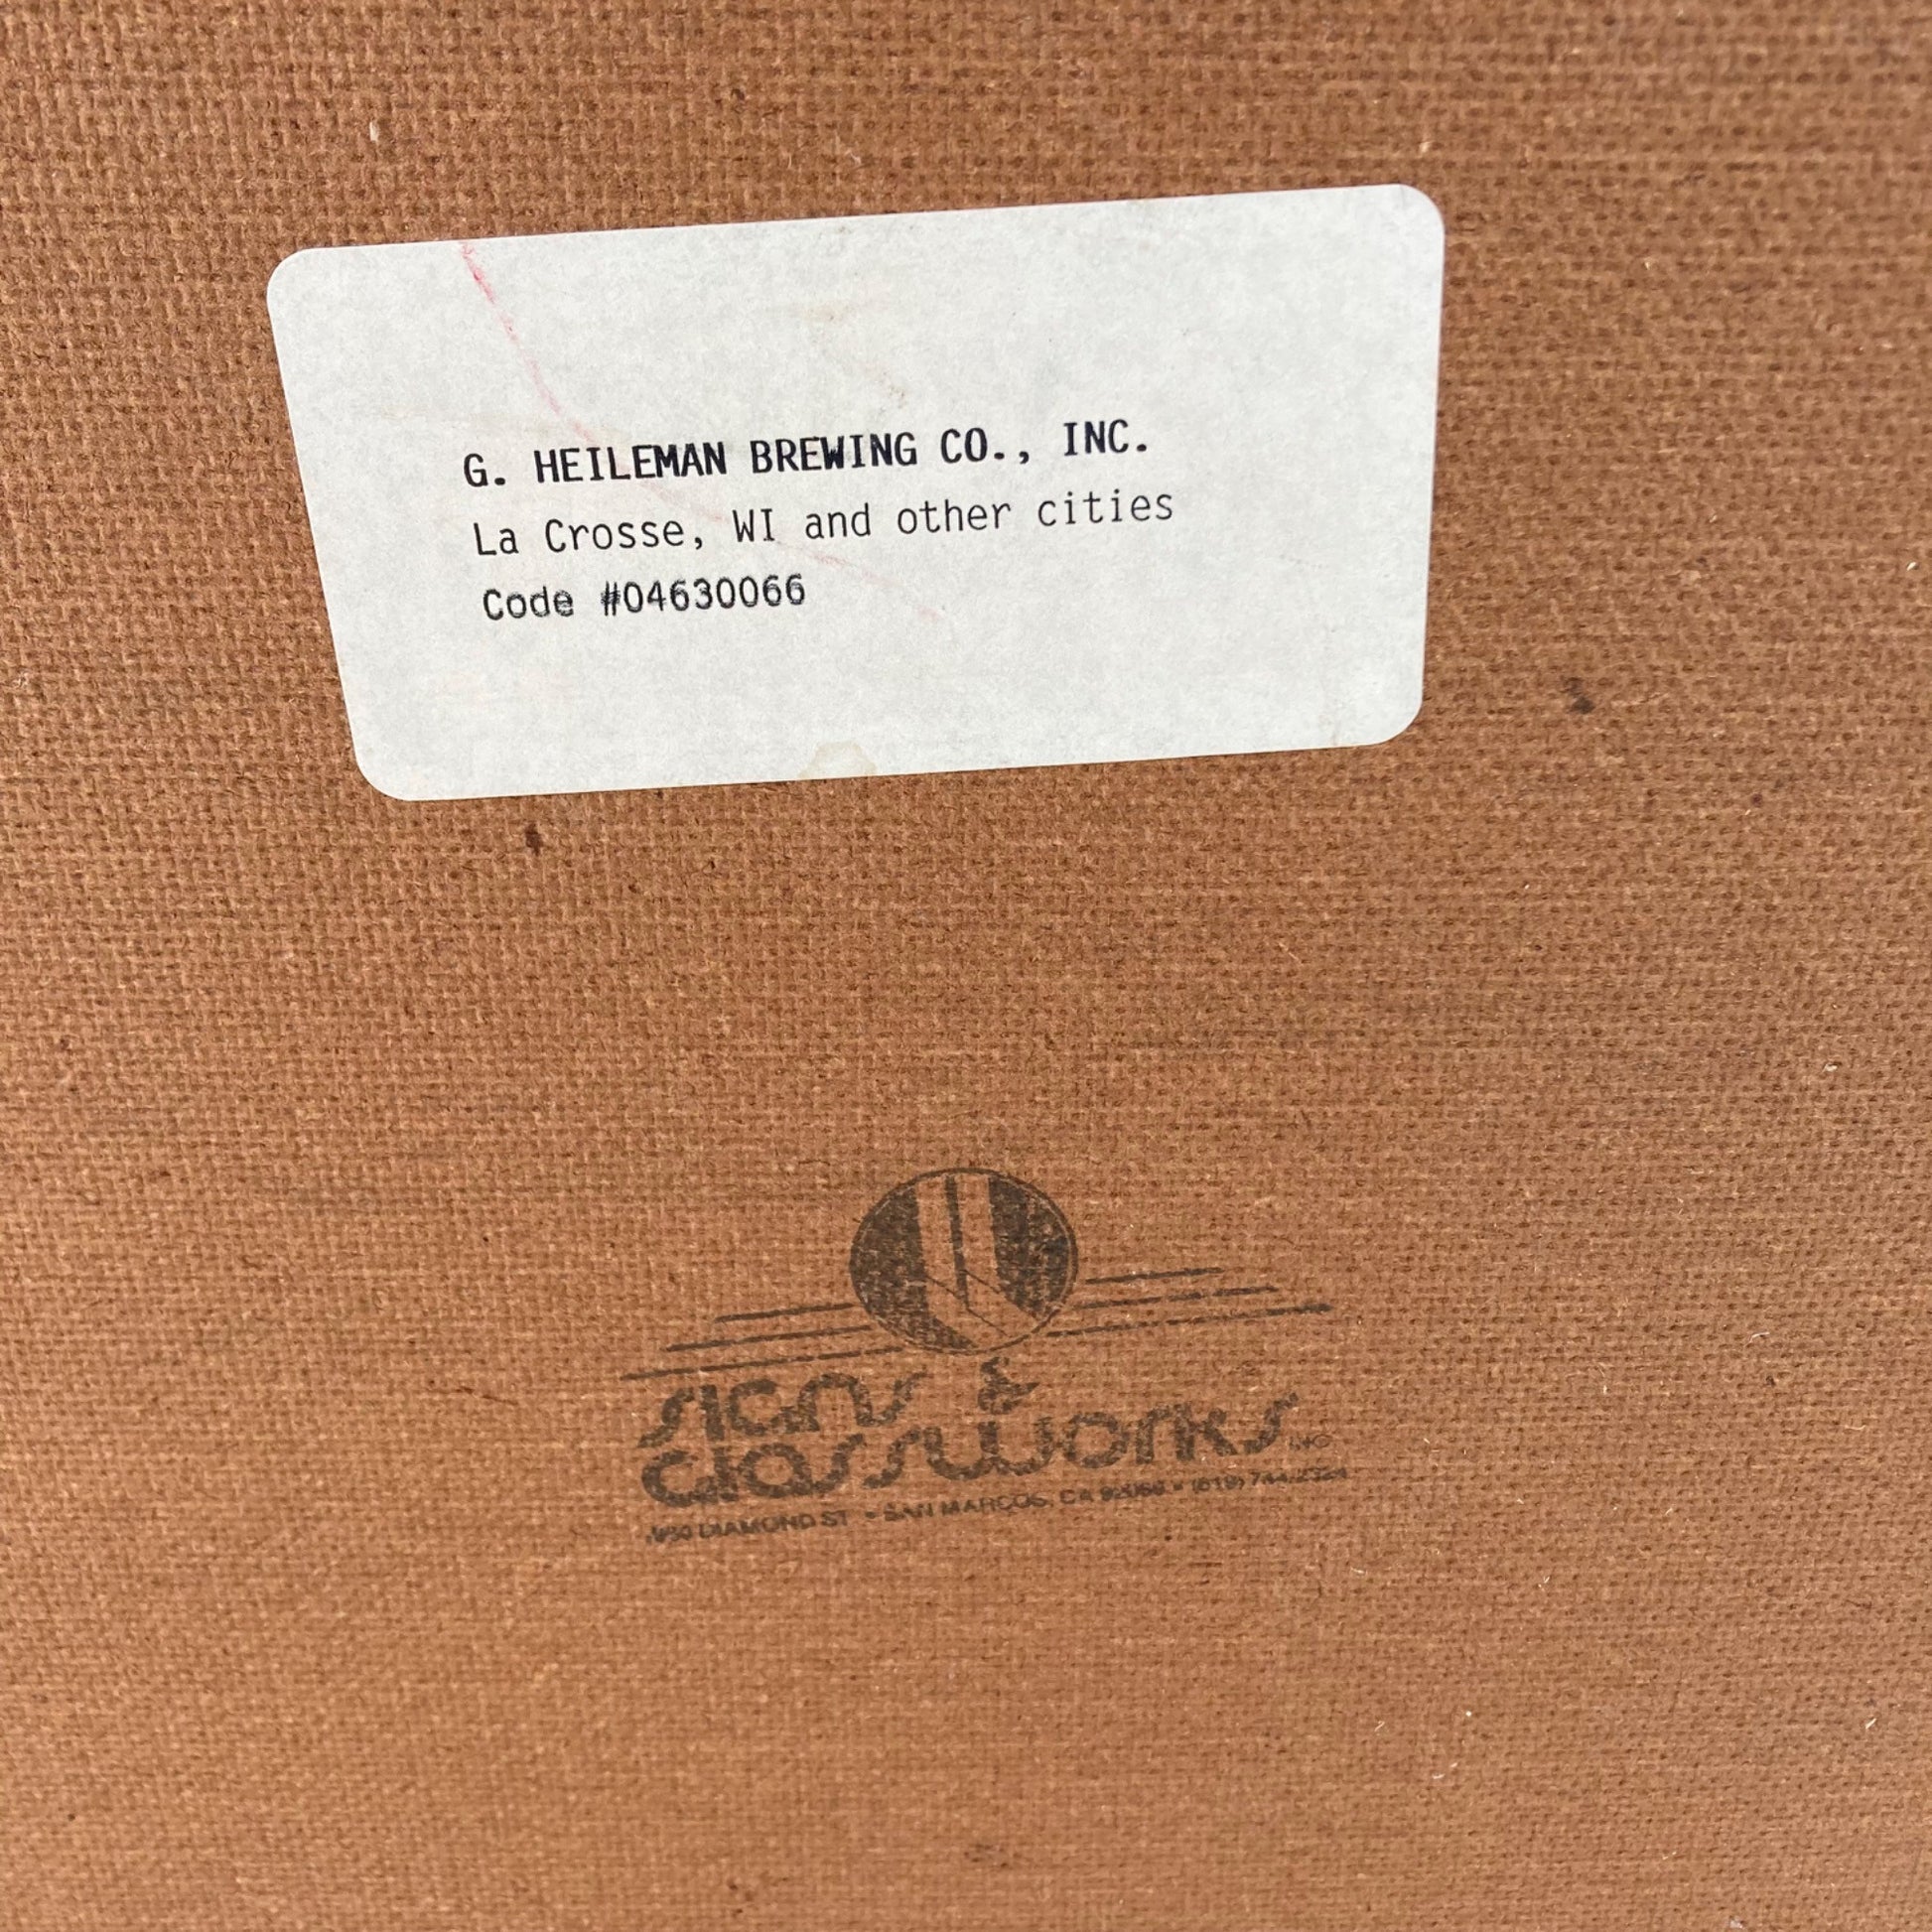 G. HEILEMAN BREWING CO., INC.
La Crosse, WI and other cities
Code #04630066
signs &
glassworks INC
DIAMOND ST • SAN MARCOS, CA • (619)